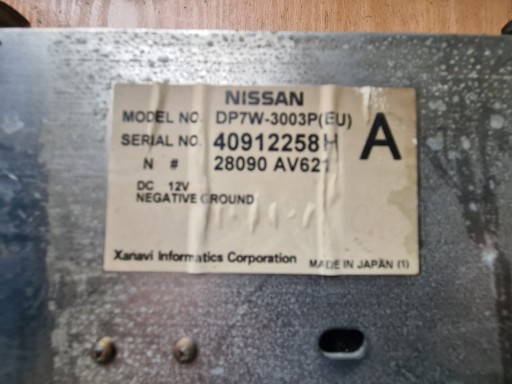 NISSAN
MODEL NO. DP7W-3003P(EU)
SERIAL NO. 40912258H
A
N # 28090 AV621
DC 12V
NEGATIVE GROUND
Xanavi Informatics Corporation
MADE IN JAPAN (1)